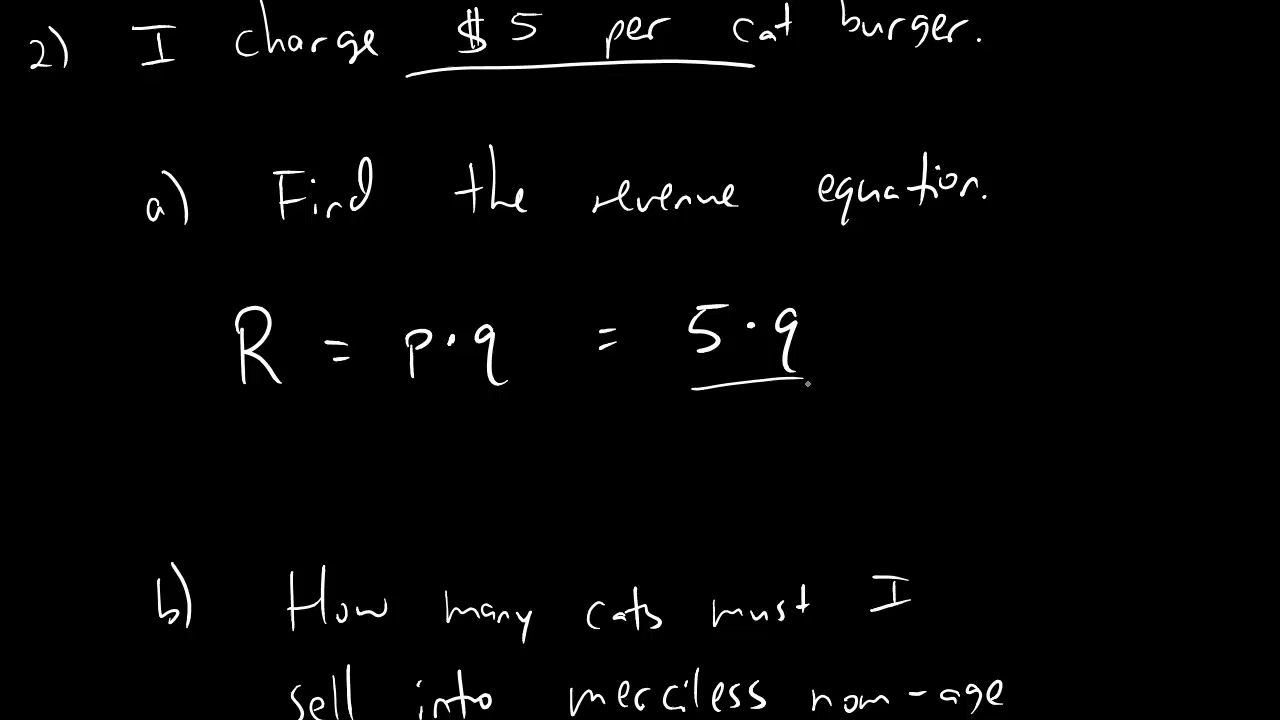 2) I charge $5 per cat burger.
a) Find the revenue equation.
R = p·q = 5·q
b) How many cats must I
sell into merciless nom-age